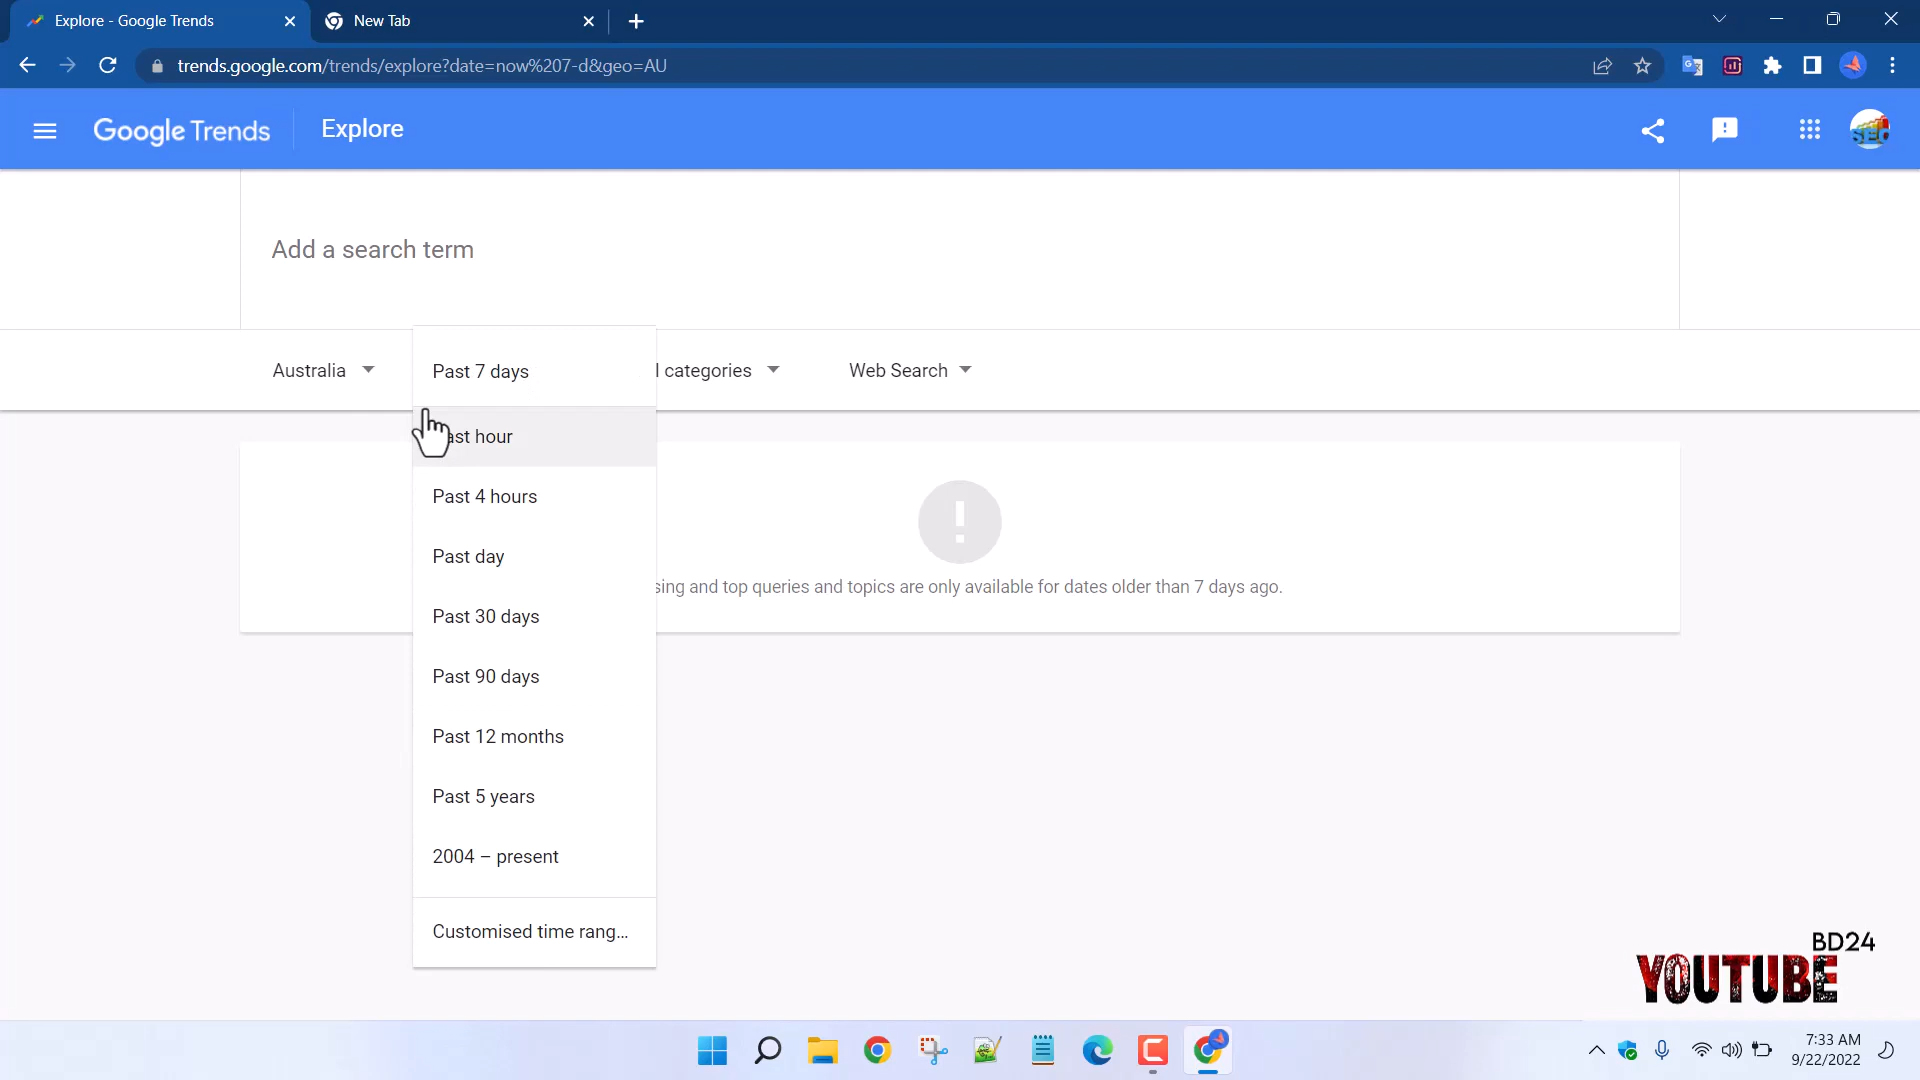 Explore - Google Trends
New Tab
trends.google.com/trends/explore?date=now%207-d&geo=AU
Google Trends
Explore
SEO
Add a search term
Australia
Past 7 days
l categories
Web Search
ast hour
Past 4 hours
Past day
sing and top queries and topics are only available for dates older than 7 days ago.
Past 30 days
Past 90 days
Past 12 months
Past 5 years
2004 – present
Customised time rang...
BD24
YOUTUBE
7:33 AM
9/22/2022